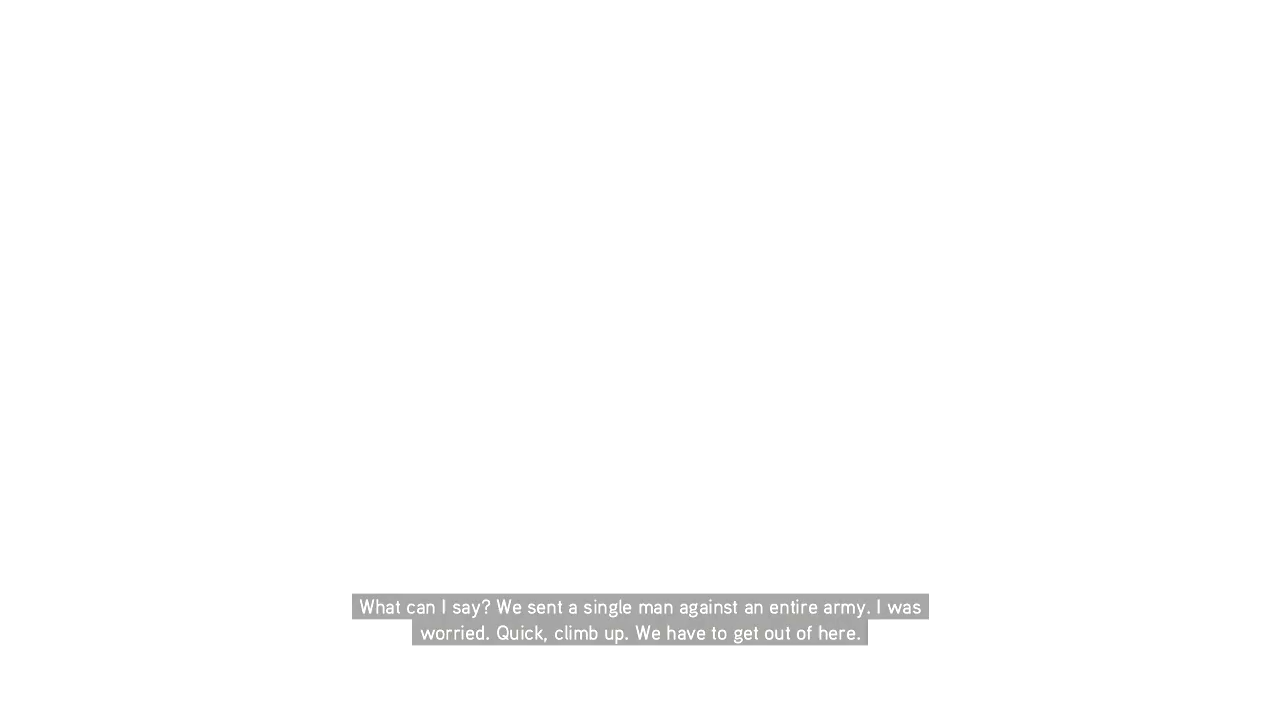 What can I say? We sent a single man against an entire army. I was
worried. Quick, climb up. We have to get out of here.